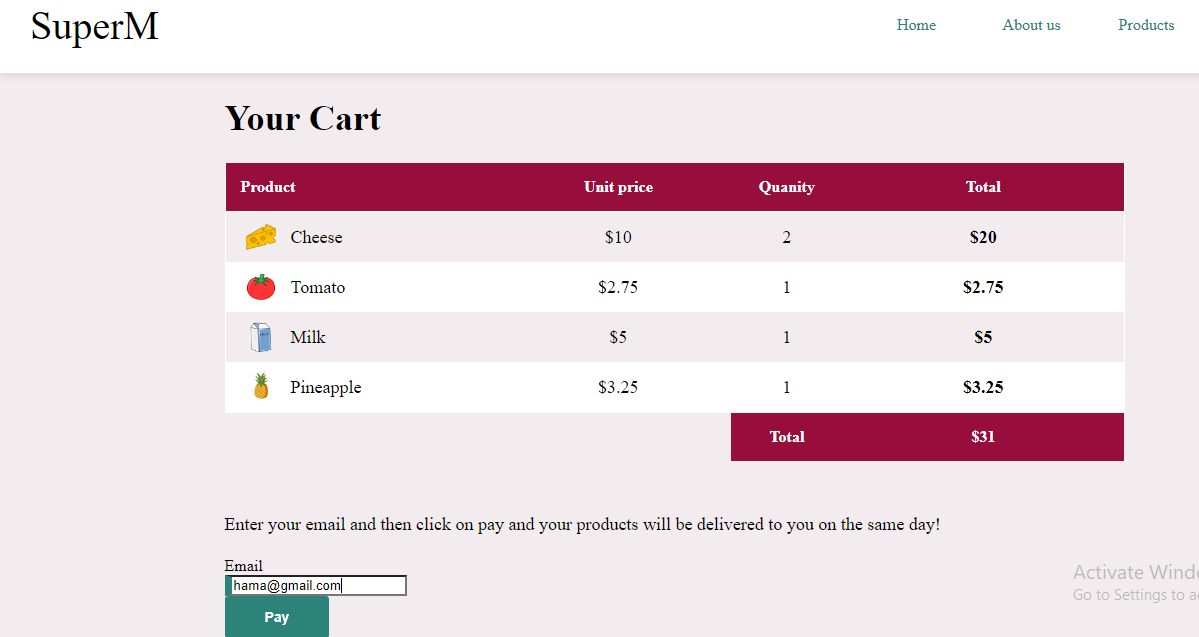 SuperM
Home About us Products
Your Cart
Product Unit price Quanity Total
Cheese $10 2 $20
Tomato $2.75 1 $2.75
Milk $5 1 $5
Pineapple $3.25 1 $3.25
Total $31
Enter your email and then click on pay and your products will be delivered to you on the same day!
Email
hama@gmail.com
Activate Wind
Pay
Go to Settings to a